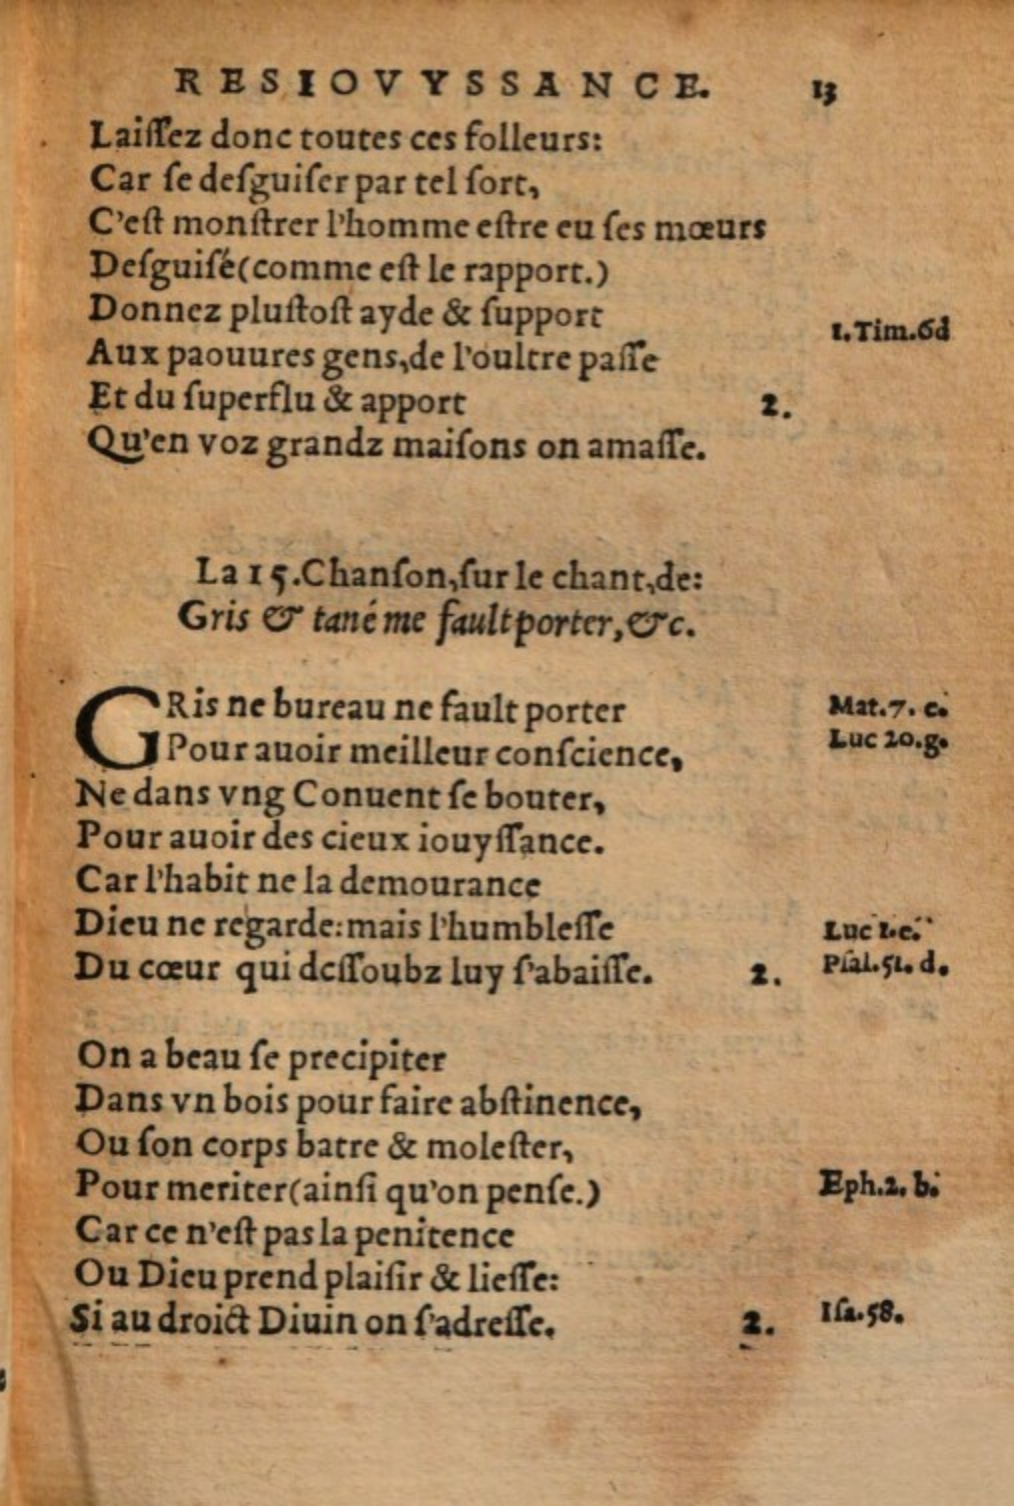 RESIOVYSSANCE. 13
Laiſſez donc toutes ces folleurs:
Car ſe deſguiſer par tel ſort,
C'eſt monſtrer l'homme eſtre eu ſes mœurs
Deſguiſé(comme eſt le rapport.)
Donnez pluſtoſt ayde & ſupport
1.Tim.6d
Aux paouures gens,de l'oultre paſſe
Et du ſuperflu & apport 2.
Qu'en voz grandz maiſons on amaſſe.
La 15.Chanſon,ſur le chant,de:
Gris & tané me fault porter,&c.
GRis ne bureau ne fault porter Mat.7. c.
Pour auoir meilleur conſcience, Luc 20.g.
Ne dans vng Conuent ſe bouter,
Pour auoir des cieux iouyſſance.
Car l'habit ne la demourance
Dieu ne regarde:mais l'humbleſſe Luc 1.e.
Du cœur qui deſſoubz luy ſ'abaiſſe. 2. Pſal.51. d.
On a beau ſe precipiter
Dans vn bois pour faire abſtinence,
Ou ſon corps batre & moleſter,
Pour meriter(ainſi qu'on penſe.) Eph.2. b.
Car ce n'eſt pas la penitence
Ou Dieu prend plaiſir & lieſſe:
Si au droict Diuin on ſ'adreſſe. 2. Iſa.58.